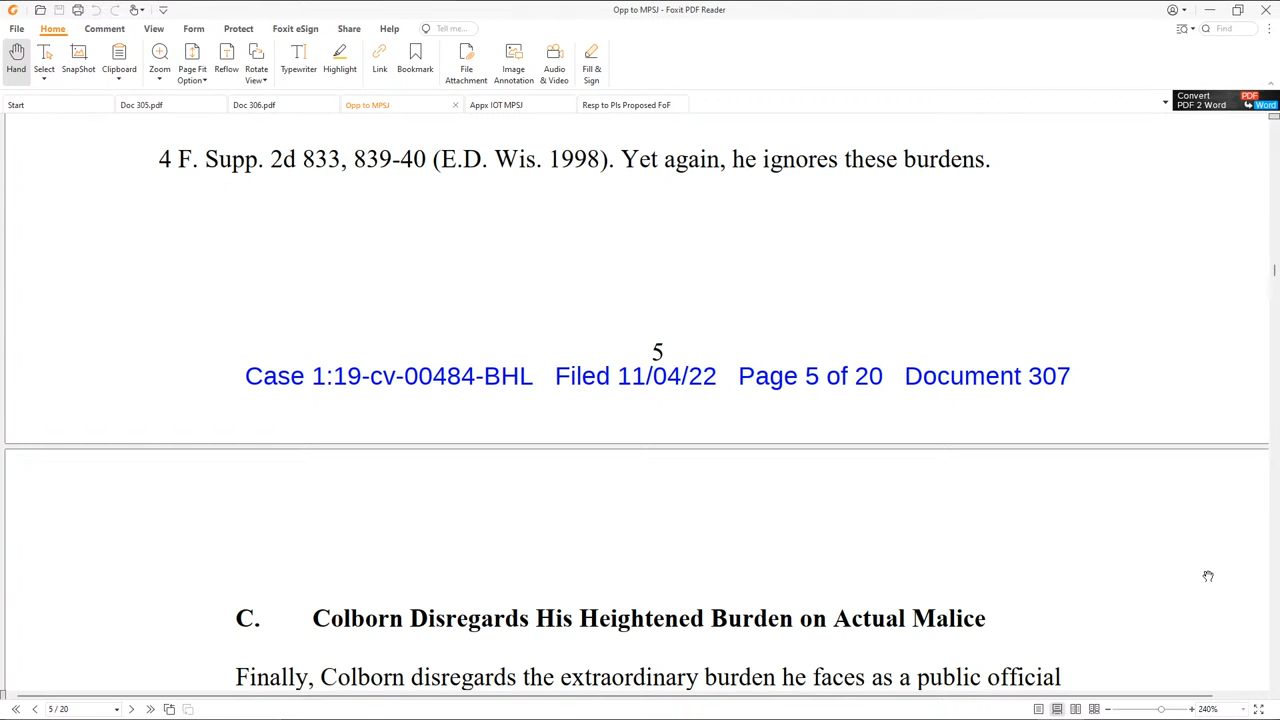 Opp to MPSJ - Foxit PDF Reader
File Home Comment View Form Protect Foxit eSign Share Help Tell me... Find
Hand Select SnapShot Clipboard Zoom Page Fit Option Reflow Rotate View Typewriter Highlight Link Bookmark File Attachment Image Annotation Audio & Video Fill & Sign
Start Doc 305.pdf Doc 306.pdf Opp to MPSJ Appx IOT MPSJ Resp to Pls Proposed FoF
Convert PDF
PDF 2 Word Word
4 F. Supp. 2d 833, 839-40 (E.D. Wis. 1998). Yet again, he ignores these burdens.
5
Case 1:19-cv-00484-BHL Filed 11/04/22 Page 5 of 20 Document 307
C. Colborn Disregards His Heightened Burden on Actual Malice
Finally, Colborn disregards the extraordinary burden he faces as a public official
5 / 20 240%